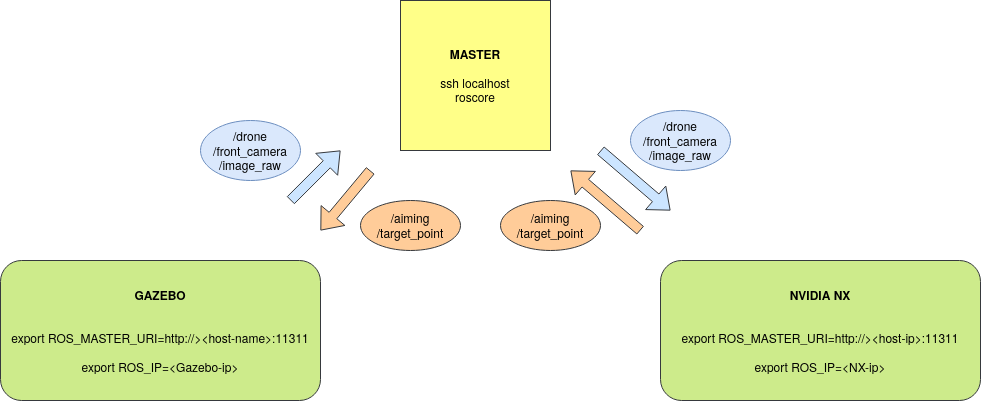 MASTER
ssh localhost
roscore
/drone
/front_camera
/image_raw
/drone
/front_camera
/image_raw
/aiming
/target_point
/aiming
/target_point
GAZEBO
export ROS_MASTER_URI=http://><host-name>:11311
export ROS_IP=<Gazebo-ip>
NVIDIA NX
export ROS_MASTER_URI=http://><host-ip>:11311
export ROS_IP=<NX-ip>